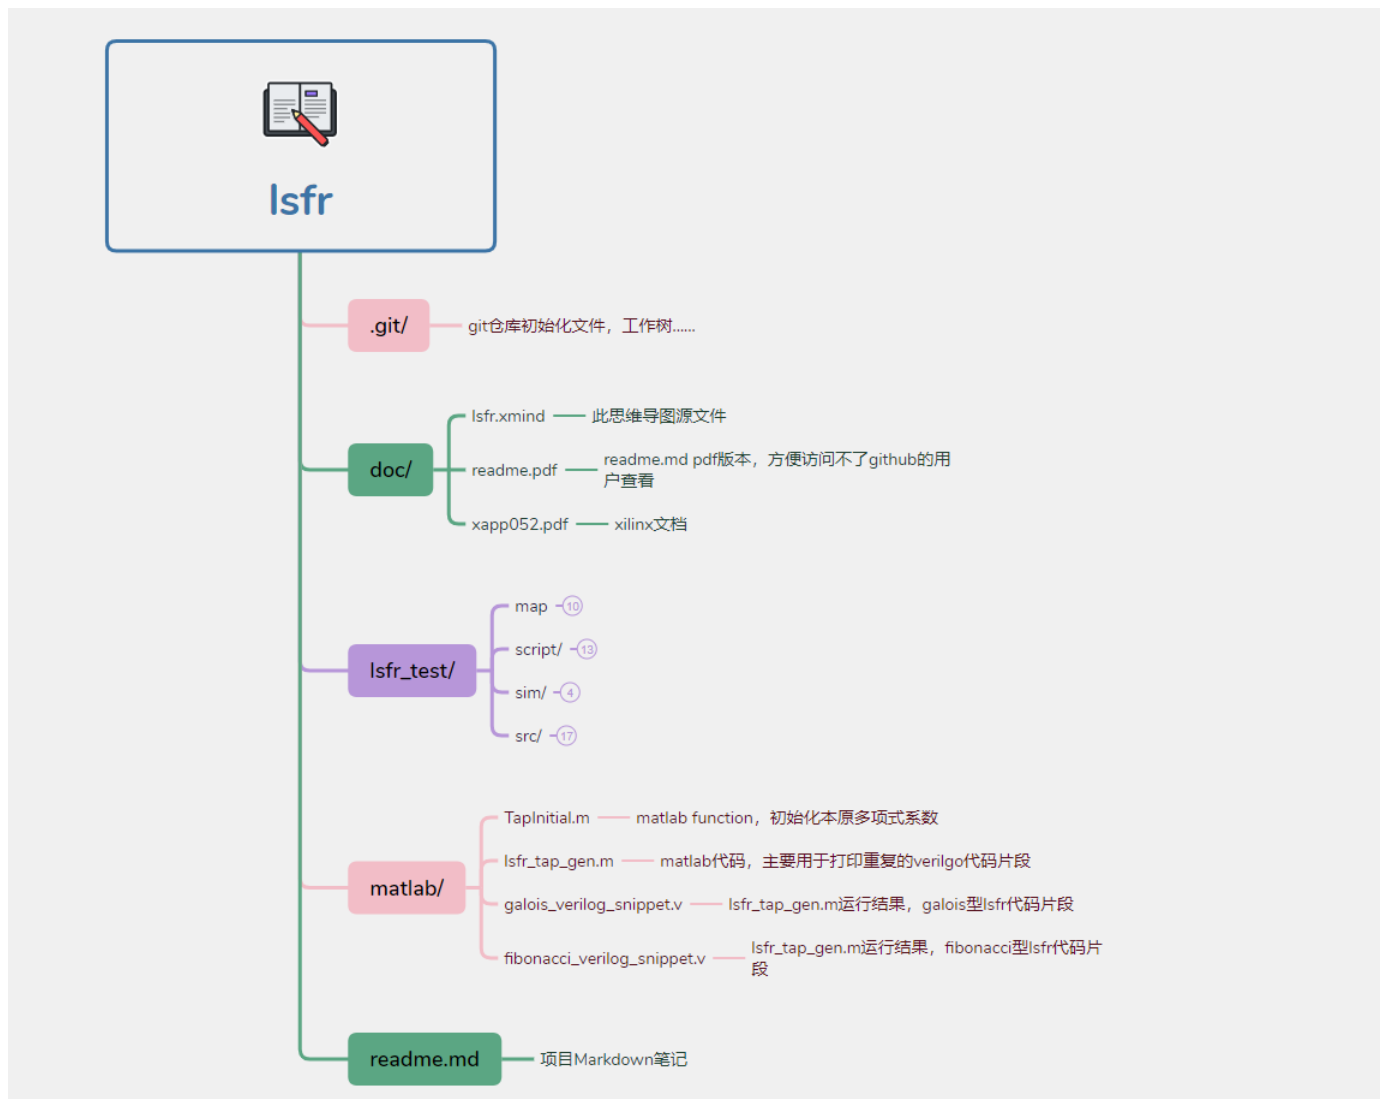 lsfr
.git/
git仓库初始化文件，工作树......
doc/
lsfr.xmind
此思维导图源文件
readme.pdf
readme.md pdf版本，方便访问不了github的用
户查看
xapp052.pdf
xilinx文档
lsfr_test/
map
10
script/
13
sim/
4
src/
17
matlab/
TapInitial.m
matlab function，初始化本原多项式系数
lsfr_tap_gen.m
matlab代码，主要用于打印重复的verilgo代码片段
galois_verilog_snippet.v
lsfr_tap_gen.m运行结果，galois型lsfr代码片段
fibonacci_verilog_snippet.v
lsfr_tap_gen.m运行结果，fibonacci型lsfr代码片
段
readme.md
项目Markdown笔记